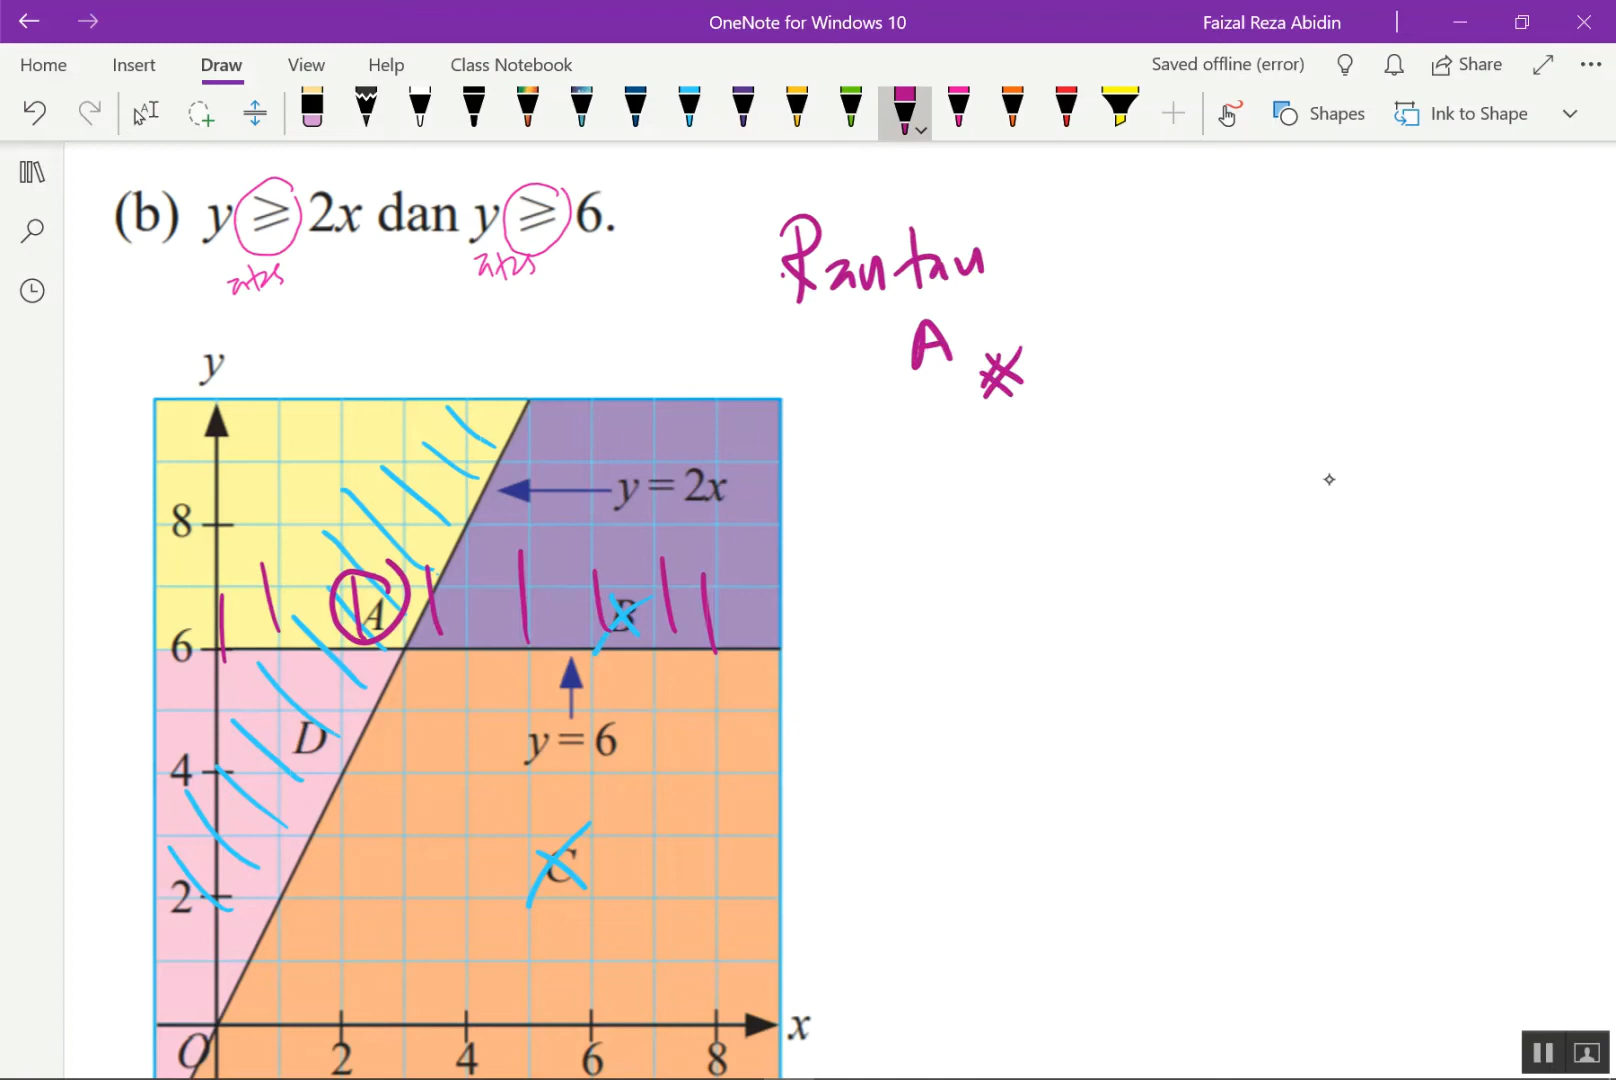 OneNote for Windows 10
Faizal Reza Abidin
Home Insert Draw View Help Class Notebook
Saved offline (error) Share
Shapes Ink to Shape
(b) y ⩾ 2x dan y ⩾ 6.
atas atas
Rantau
A #
y
y = 2x
8
A B
6
D y = 6
4
C
2
O 2 4 6 8 x